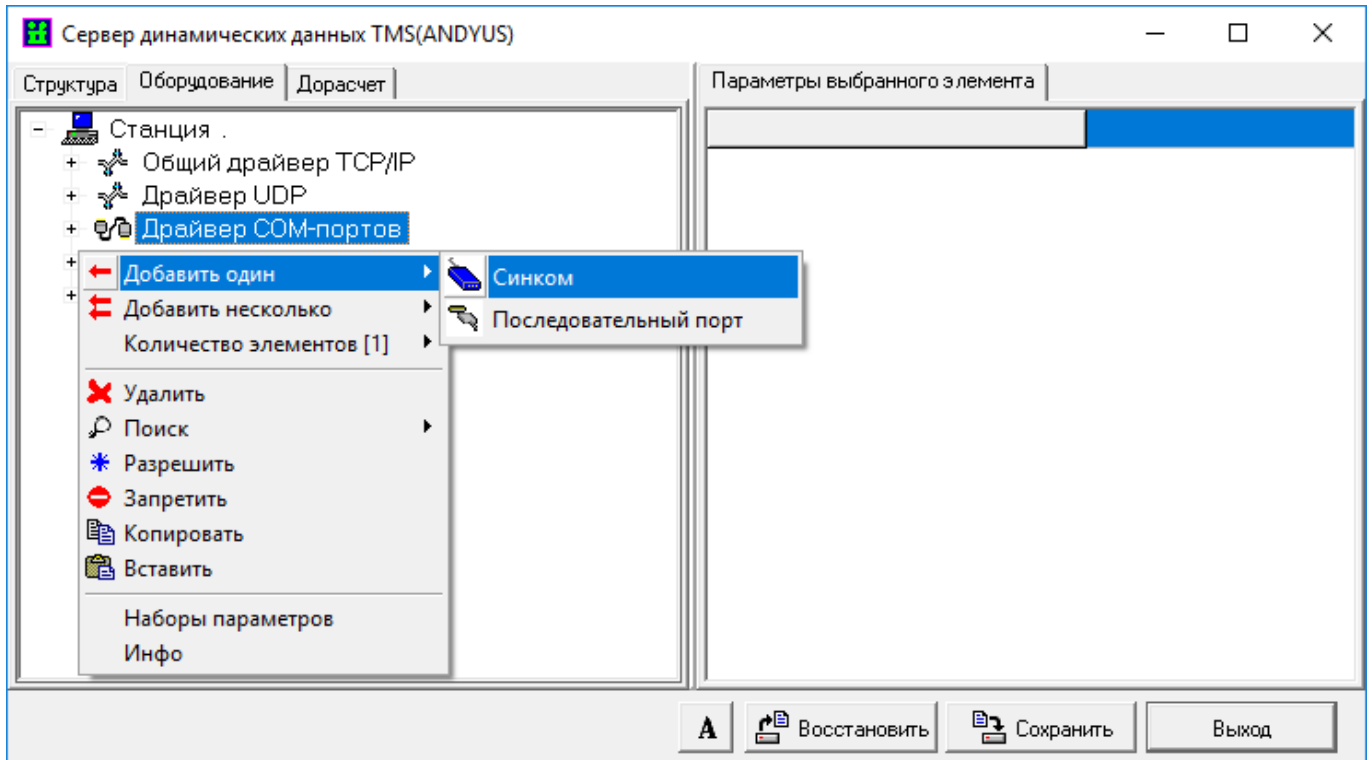 Сервер динамических данных TMS(ANDYUS)
Структура Оборудование Дорасчет
Параметры выбранного элемента
Станция .
Общий драйвер TCP/IP
Драйвер UDP
Драйвер COM-портов
Добавить один
Синком
Добавить несколько
Последовательный порт
Количество элементов [1]
Удалить
Поиск
Разрешить
Запретить
Копировать
Вставить
Наборы параметров
Инфо
A Восстановить Сохранить Выход